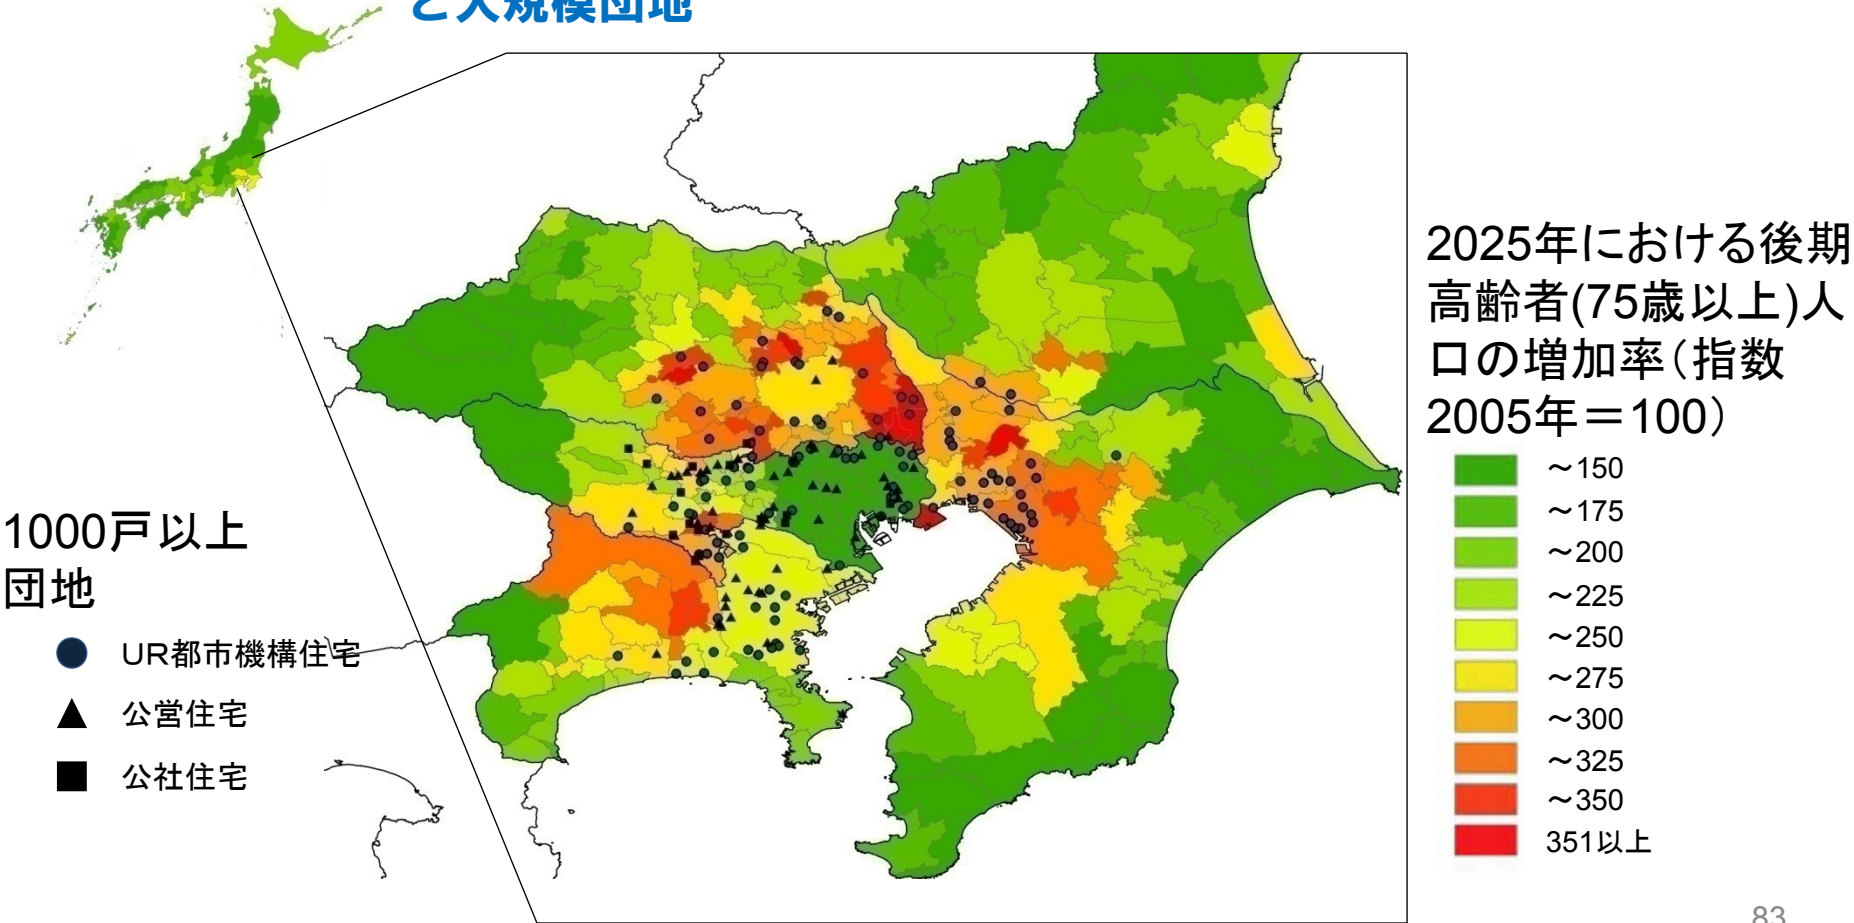 と大規模団地
2025年における後期
高齢者(75歳以上)人
口の増加率（指数
2005年＝100）
～150
～175
～200
～225
～250
～275
～300
～325
～350
351以上
1000戸以上
団地
UR都市機構住宅
公営住宅
公社住宅
83